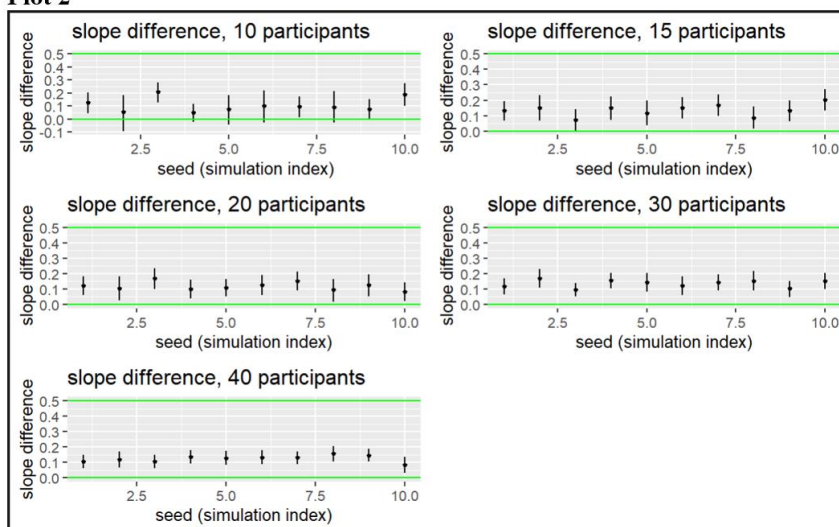 Plot 2
slope difference, 10 participants
slope difference
0.5
0.4
0.3
0.2
0.1
0.0
-0.1
2.5 5.0 7.5 10.0
seed (simulation index)
slope difference, 15 participants
slope difference
0.5
0.4
0.3
0.2
0.1
0.0
2.5 5.0 7.5 10.0
seed (simulation index)
slope difference, 20 participants
slope difference
0.5
0.4
0.3
0.2
0.1
0.0
2.5 5.0 7.5 10.0
seed (simulation index)
slope difference, 30 participants
slope difference
0.5
0.4
0.3
0.2
0.1
0.0
2.5 5.0 7.5 10.0
seed (simulation index)
slope difference, 40 participants
slope difference
0.5
0.4
0.3
0.2
0.1
0.0
2.5 5.0 7.5 10.0
seed (simulation index)